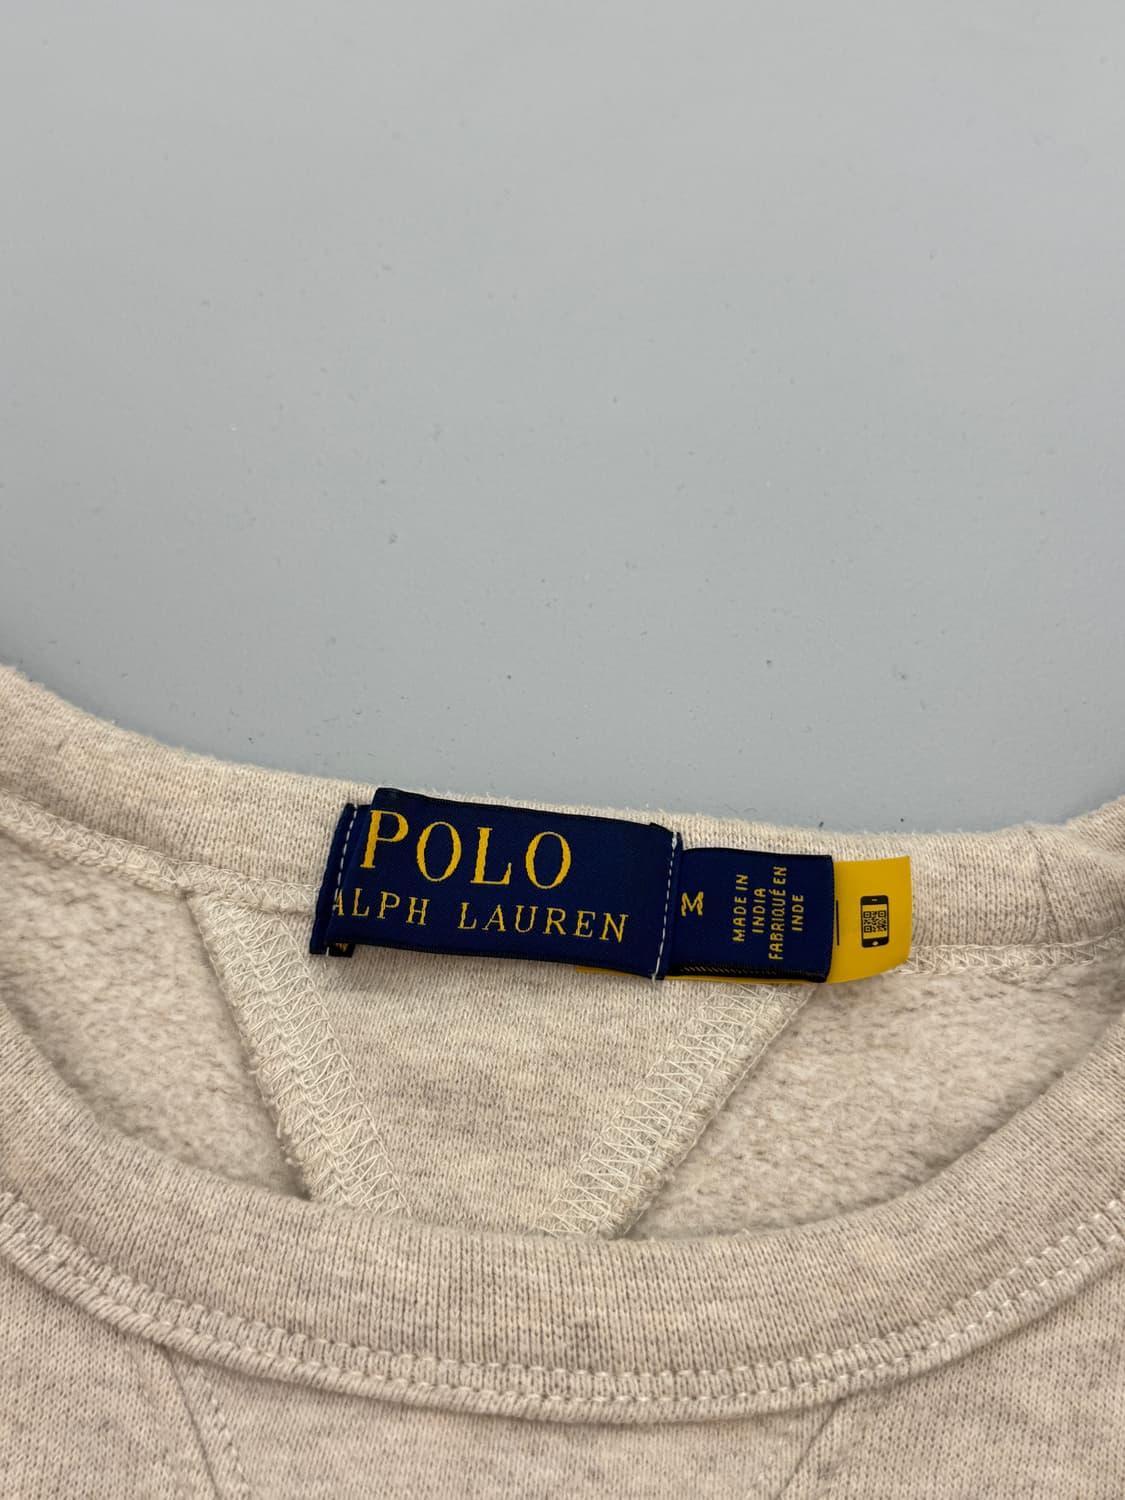 POLO
ALPH LAUREN
M
MADE IN
INDIA
FABRIQUÉ EN
INDE